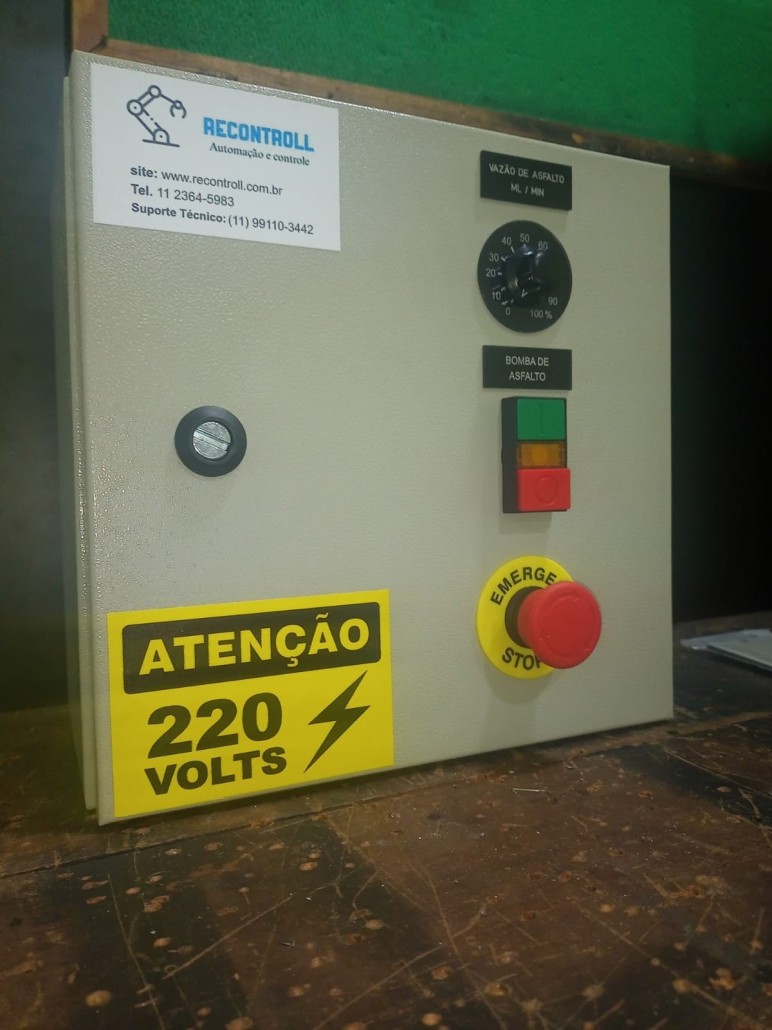 RECONTROLL
Automação e controle
site: www.recontroll.com.br
Tel. 11 2364-5983
Suporte Técnico: (11) 99110-3442
VAZÃO DE ASFALTO
ML / MIN
0 10 20 30 40 50 60 90 100 %
BOMBA DE
ASFALTO
EMERGE
STOP
ATENÇÃO
220
VOLTS